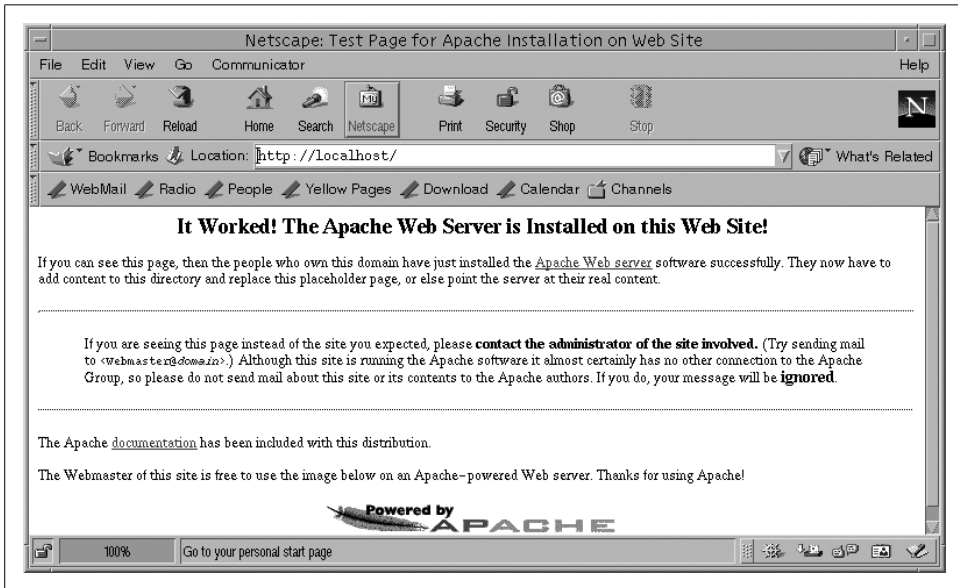 Netscape: Test Page for Apache Installation on Web Site
File Edit View Go Communicator Help
Back Forward Reload Home Search Netscape Print Security Shop Stop
My
N
Bookmarks Location: http://localhost/ What's Related
WebMail Radio People Yellow Pages Download Calendar Channels
It Worked! The Apache Web Server is Installed on this Web Site!
If you can see this page, then the people who own this domain have just installed the Apache Web server software successfully. They now have to
add content to this directory and replace this placeholder page, or else point the server at their real content.
If you are seeing this page instead of the site you expected, please contact the administrator of the site involved. (Try sending mail
to <Webmaster@domain>.) Although this site is running the Apache software it almost certainly has no other connection to the Apache
Group, so please do not send mail about this site or its contents to the Apache authors. If you do, your message will be ignored.
The Apache documentation has been included with this distribution.
The Webmaster of this site is free to use the image below on an Apache-powered Web server. Thanks for using Apache!
Powered by
APACHE
100% Go to your personal start page